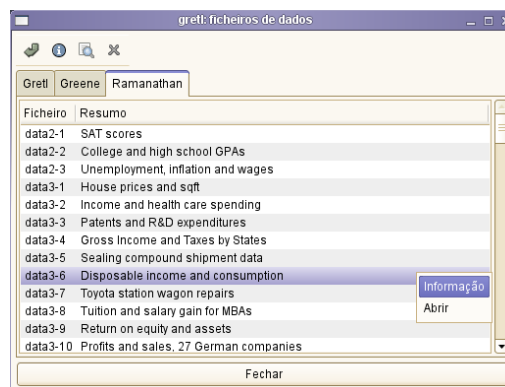 gretl: ficheiros de dados
Gretl Greene Ramanathan
Ficheiro Resumo
data2-1 SAT scores
data2-2 College and high school GPAs
data2-3 Unemployment, inflation and wages
data3-1 House prices and sqft
data3-2 Income and health care spending
data3-3 Patents and R&D expenditures
data3-4 Gross Income and Taxes by States
data3-5 Sealing compound shipment data
data3-6 Disposable income and consumption
Informação
data3-7 Toyota station wagon repairs
Abrir
data3-8 Tuition and salary gain for MBAs
data3-9 Return on equity and assets
data3-10 Profits and sales, 27 German companies
Fechar